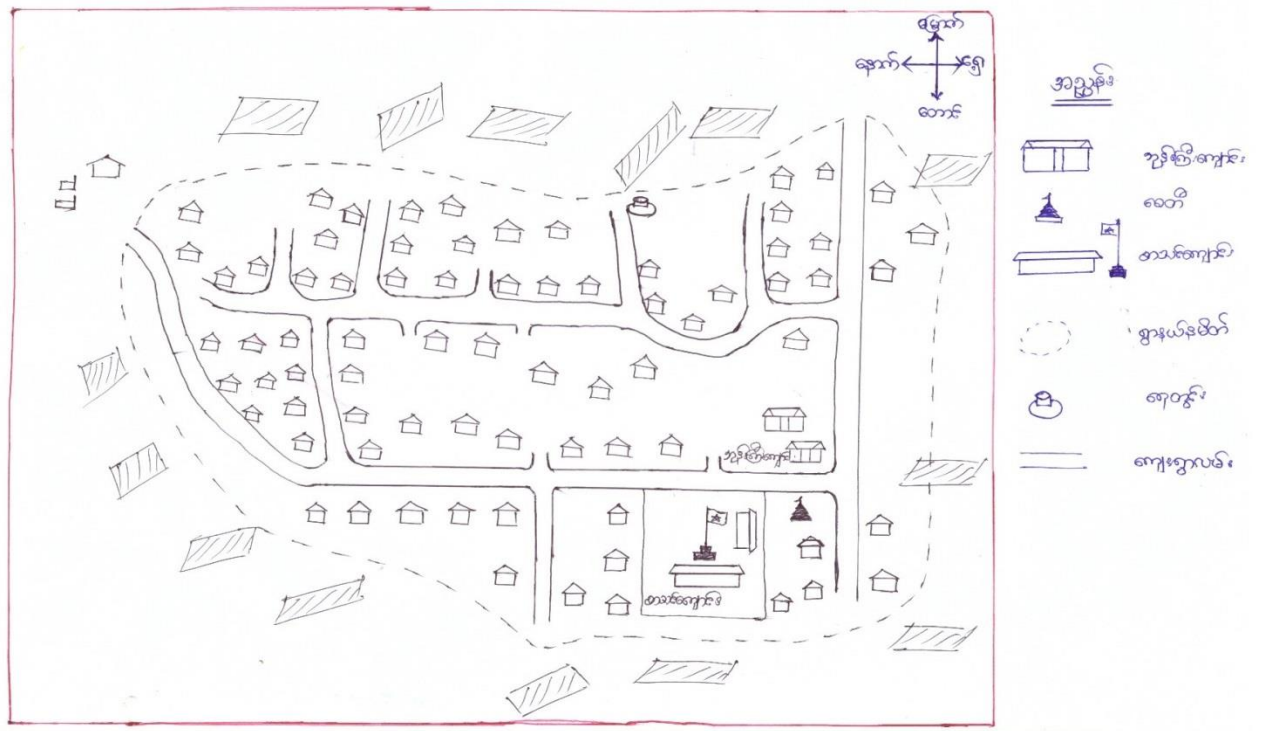 မြောက်
နောက် ရှေ့
တောင်
အညွှန်း
ဘုန်းကြီးကျောင်း
စေတီ
စာသင်ကျောင်း
ရွာနယ်နမိတ်
ရေတွင်း
ကျေးရွာလမ်း
ဘုန်းကြီးကျောင်း
စာသင်ကျောင်း